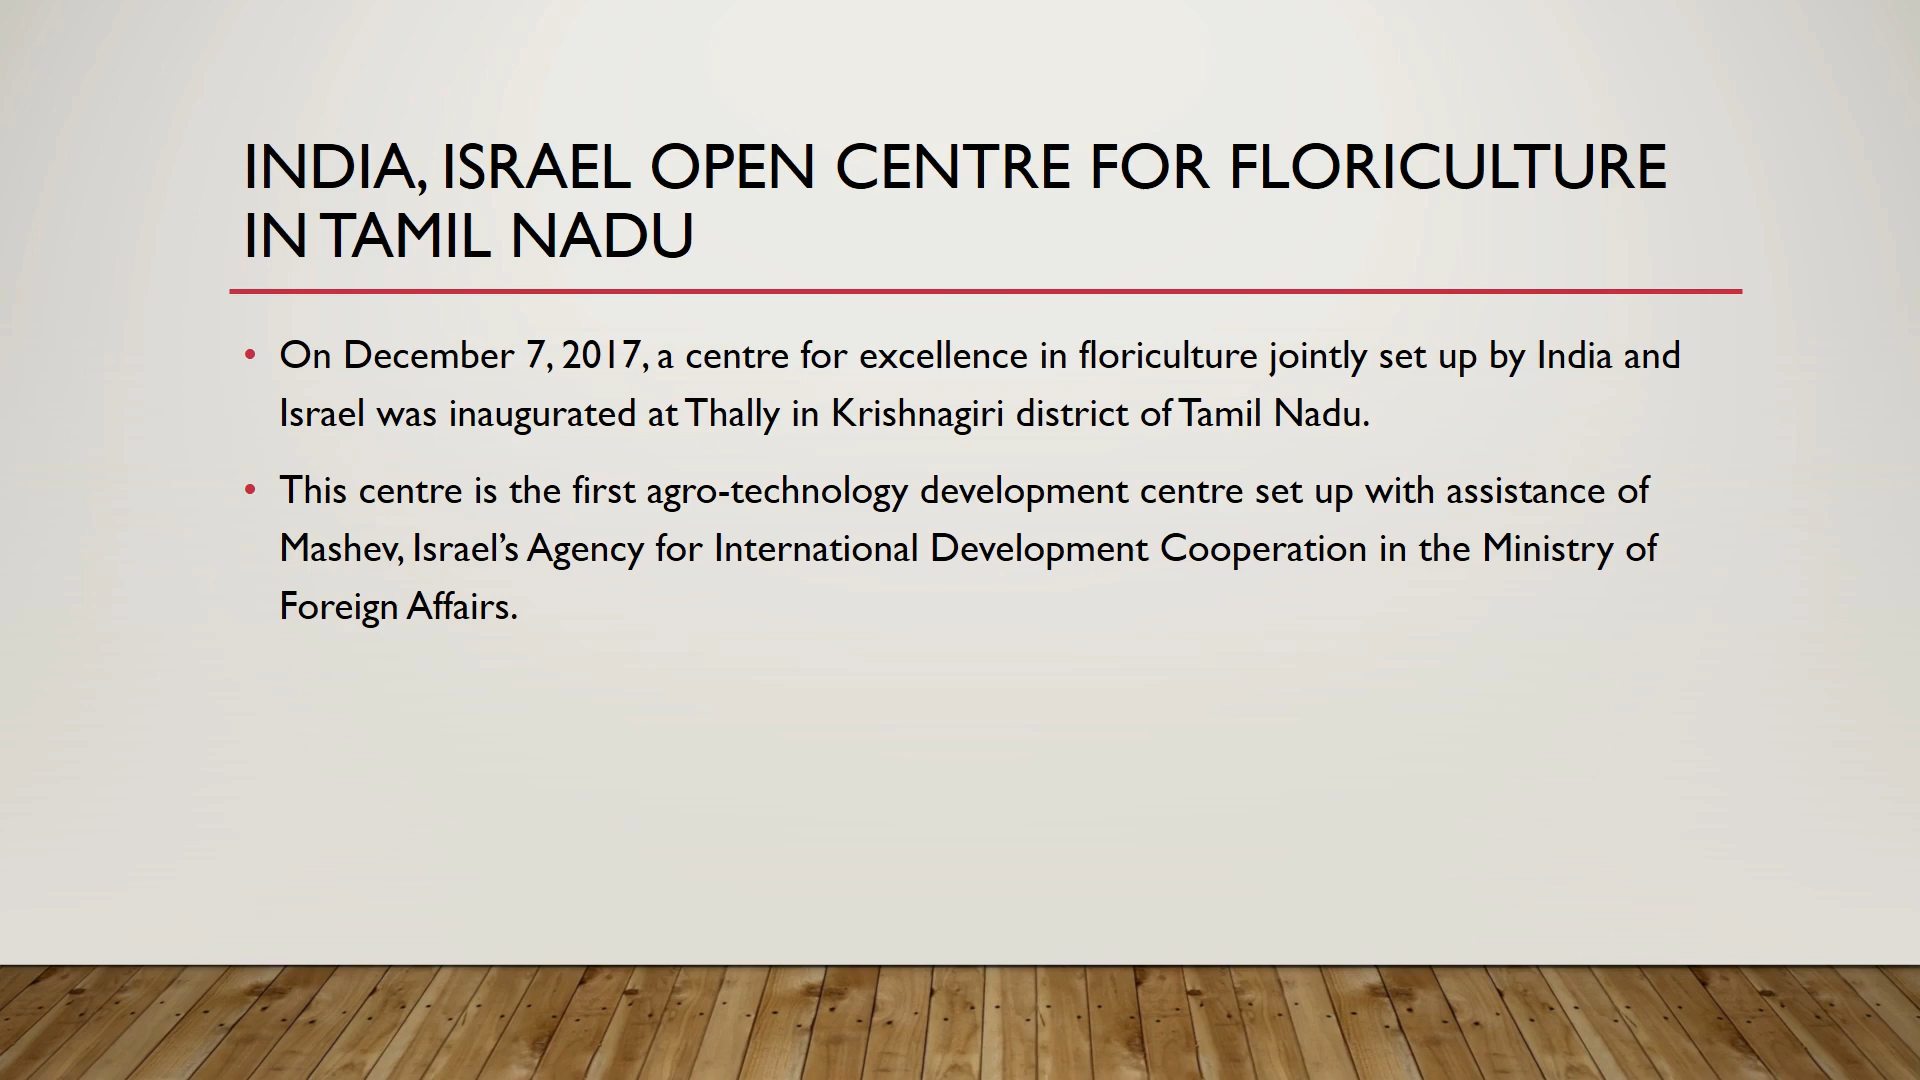 INDIA, ISRAEL OPEN CENTRE FOR FLORICULTURE
IN TAMIL NADU
• On December 7, 2017, a centre for excellence in floriculture jointly set up by India and
Israel was inaugurated at Thally in Krishnagiri district of Tamil Nadu.
• This centre is the first agro-technology development centre set up with assistance of
Mashev, Israel’s Agency for International Development Cooperation in the Ministry of
Foreign Affairs.